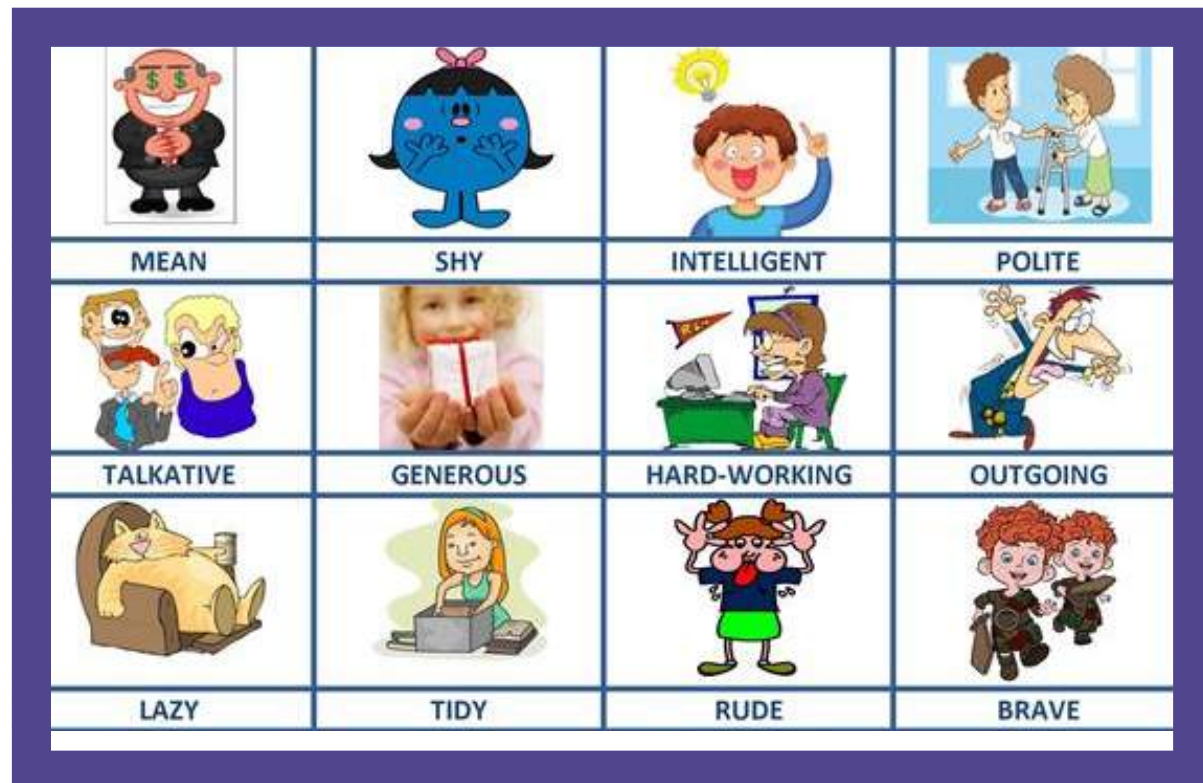 MEAN SHY INTELLIGENT POLITE
TALKATIVE GENEROUS HARD-WORKING OUTGOING
LAZY TIDY RUDE BRAVE